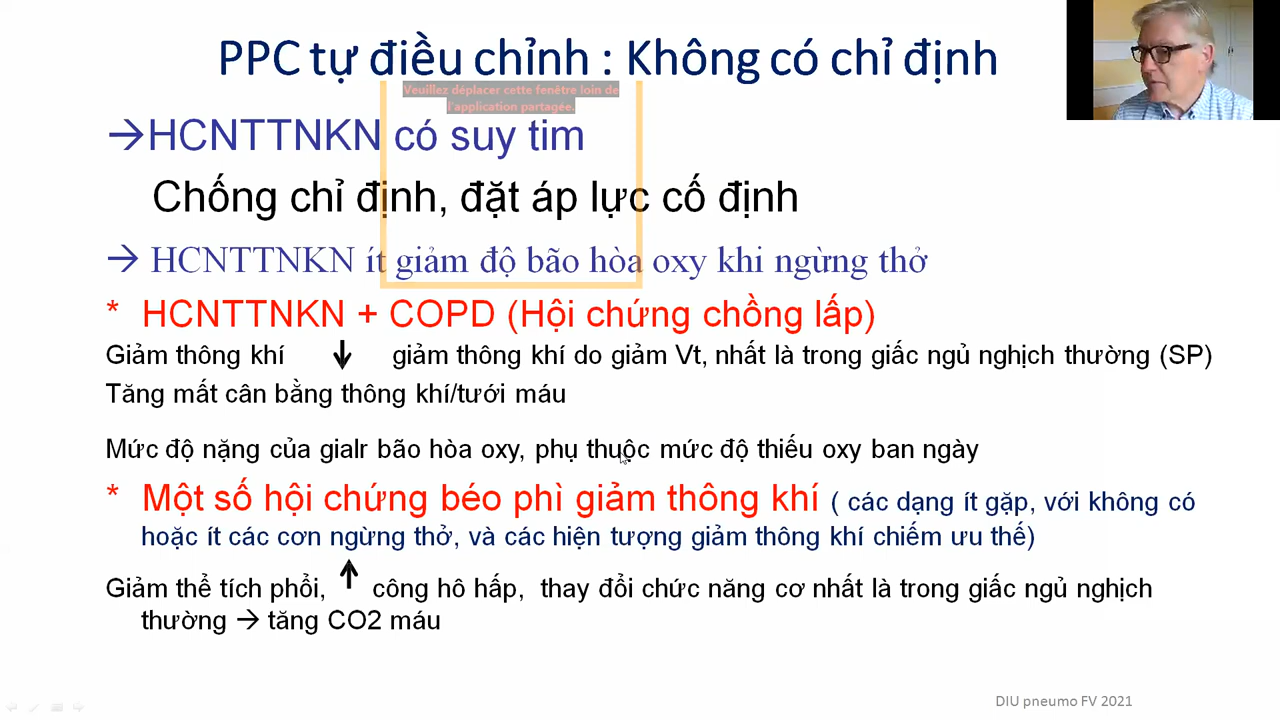 PPC tự điều chỉnh : Không có chỉ định
Veuillez déplacer cette fenêtre loin de
l'application partagée.
→HCNTTNKN có suy tim
Chống chỉ định, đặt áp lực cố định
→ HCNTTNKN ít giảm độ bão hòa oxy khi ngừng thở
* HCNTTNKN + COPD (Hội chứng chồng lấp)
Giảm thông khí ↓ giảm thông khí do giảm Vt, nhất là trong giấc ngủ nghịch thường (SP)
Tăng mất cân bằng thông khí/tưới máu
Mức độ nặng của gialr bão hòa oxy, phụ thuộc mức độ thiếu oxy ban ngày
* Một số hội chứng béo phì giảm thông khí ( các dạng ít gặp, với không có
hoặc ít các cơn ngừng thở, và các hiện tượng giảm thông khí chiếm ưu thế)
Giảm thể tích phổi, ↑ công hô hấp, thay đổi chức năng cơ nhất là trong giấc ngủ nghịch
thường → tăng CO2 máu
DIU pneumo FV 2021